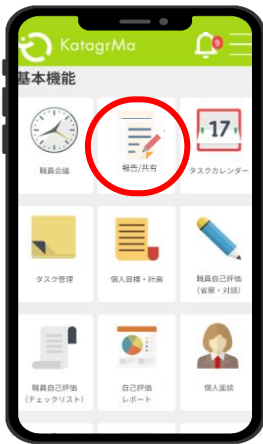 KatagrMa
9
基本機能
職員会議
報告/共有
17
タスクカレンダー
タスク管理
個人目標・計画
職員自己評価
(省察・対話)
職員自己評価
(チェックリスト)
自己評価
レポート
個人面談